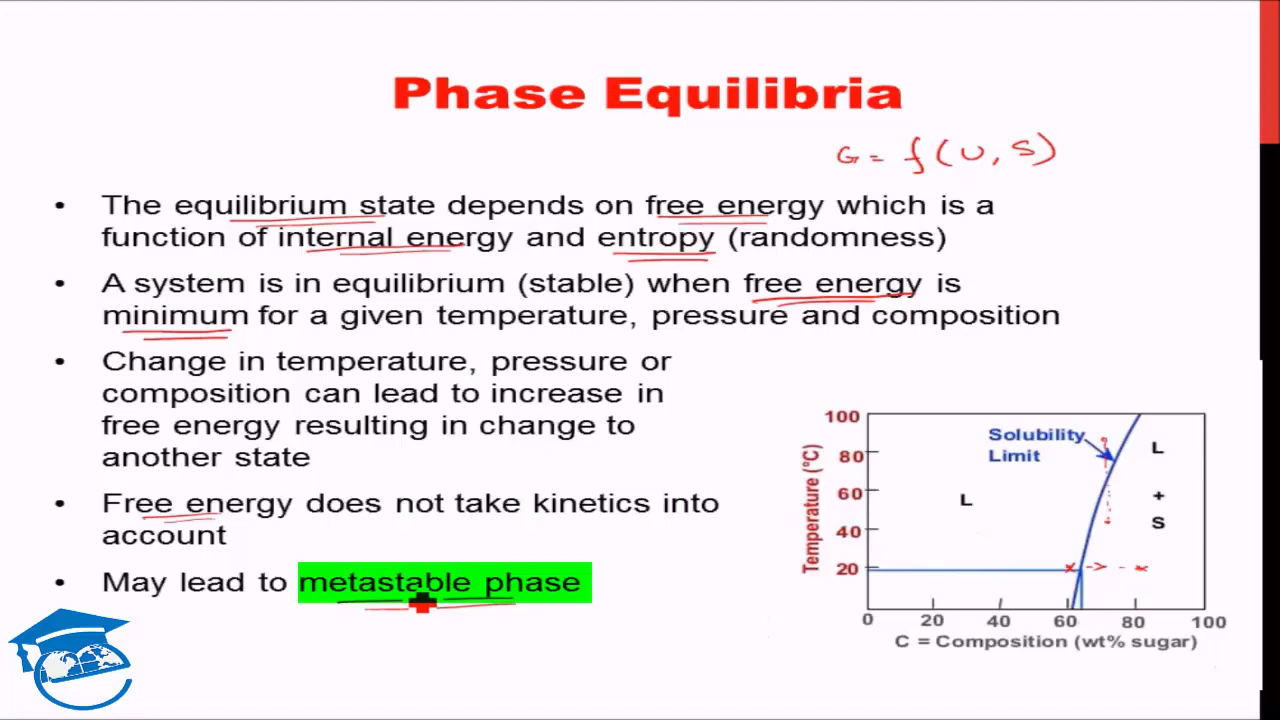 Phase Equilibria
G = f(U, S)
• The equilibrium state depends on free energy which is a
function of internal energy and entropy (randomness)
• A system is in equilibrium (stable) when free energy is
minimum for a given temperature, pressure and composition
• Change in temperature, pressure or
composition can lead to increase in
free energy resulting in change to
another state
• Free energy does not take kinetics into
account
• May lead to metastable phase
Temperature (°C)
100
80
60
40
20
Solubility
Limit
L
L
+
S
0 20 40 60 80 100
C = Composition (wt% sugar)